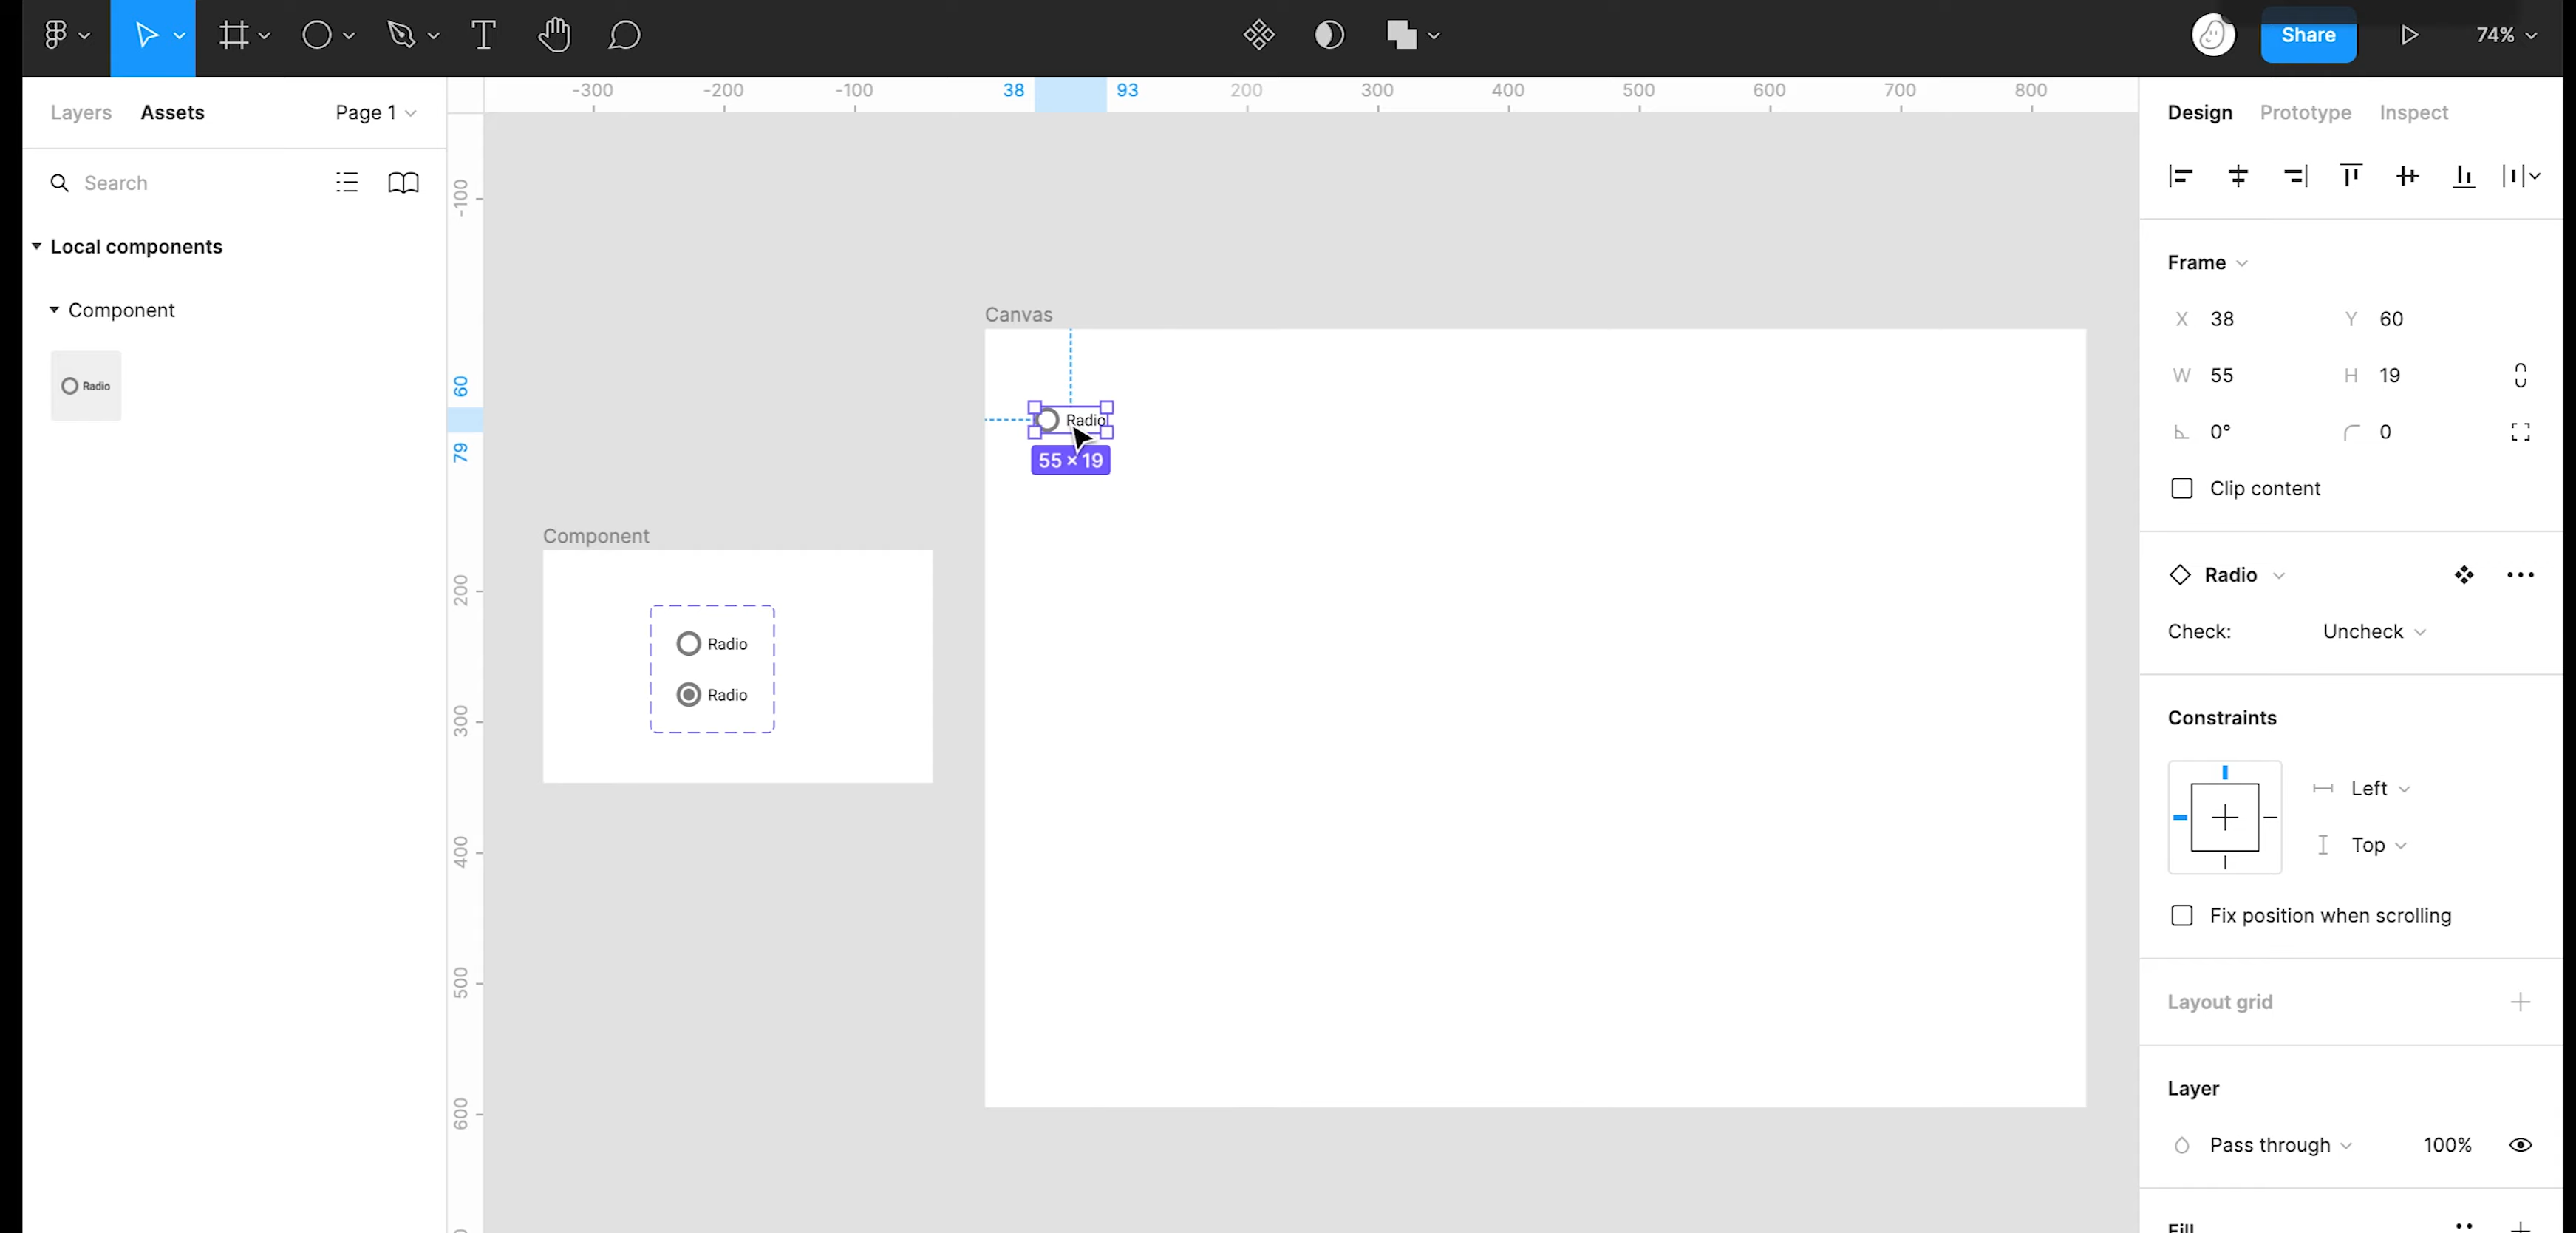 Share
74%
Layers
Assets
Page 1
-300
-200
-100
38
93
200
300
400
500
600
700
800
Design
Prototype
Inspect
Search
Local components
Component
Radio
-100
60
79
200
300
400
500
600
Canvas
Radio
55 × 19
Component
Radio
Radio
Frame
X 38
Y 60
W 55
H 19
0°
0
Clip content
Radio
Check:
Uncheck
Constraints
Left
Top
Fix position when scrolling
Layout grid
Layer
Pass through
100%
Fill